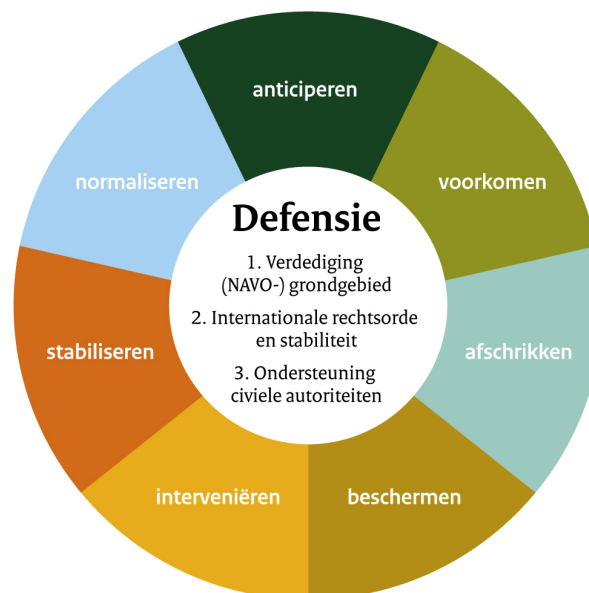 anticiperen
voorkomen
afschrikken
beschermen
interveniëren
stabiliseren
normaliseren
Defensie
1. Verdediging
(NAVO-) grondgebied
2. Internationale rechtsorde
en stabiliteit
3. Ondersteuning
civiele autoriteiten